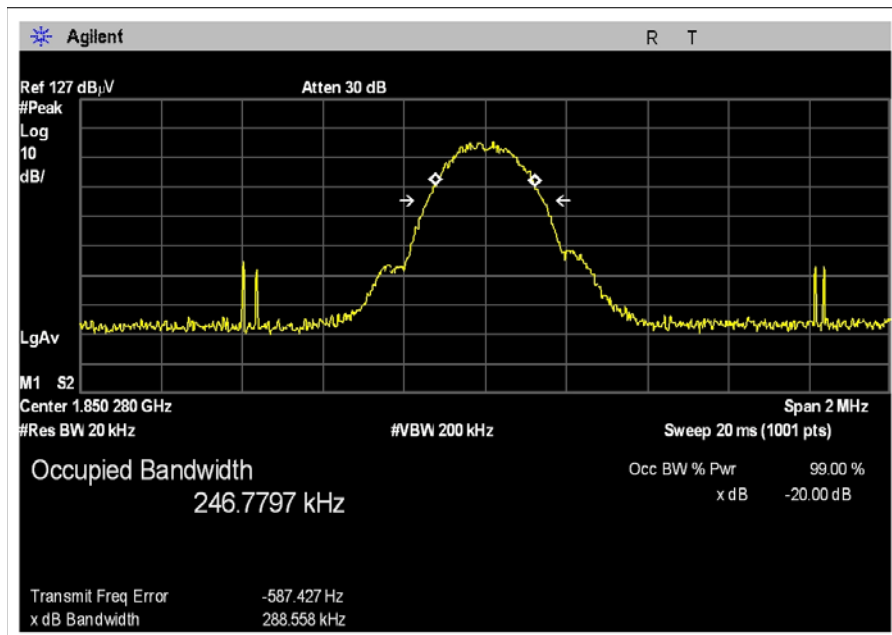 Agilent R T
Ref 127 dBµV Atten 30 dB
#Peak
Log
10
dB/
LgAv
M1 S2
Center 1.850 280 GHz Span 2 MHz
#Res BW 20 kHz #VBW 200 kHz Sweep 20 ms (1001 pts)
Occupied Bandwidth Occ BW % Pwr 99.00 %
246.7797 kHz x dB -20.00 dB
Transmit Freq Error -587.427 Hz
x dB Bandwidth 288.558 kHz